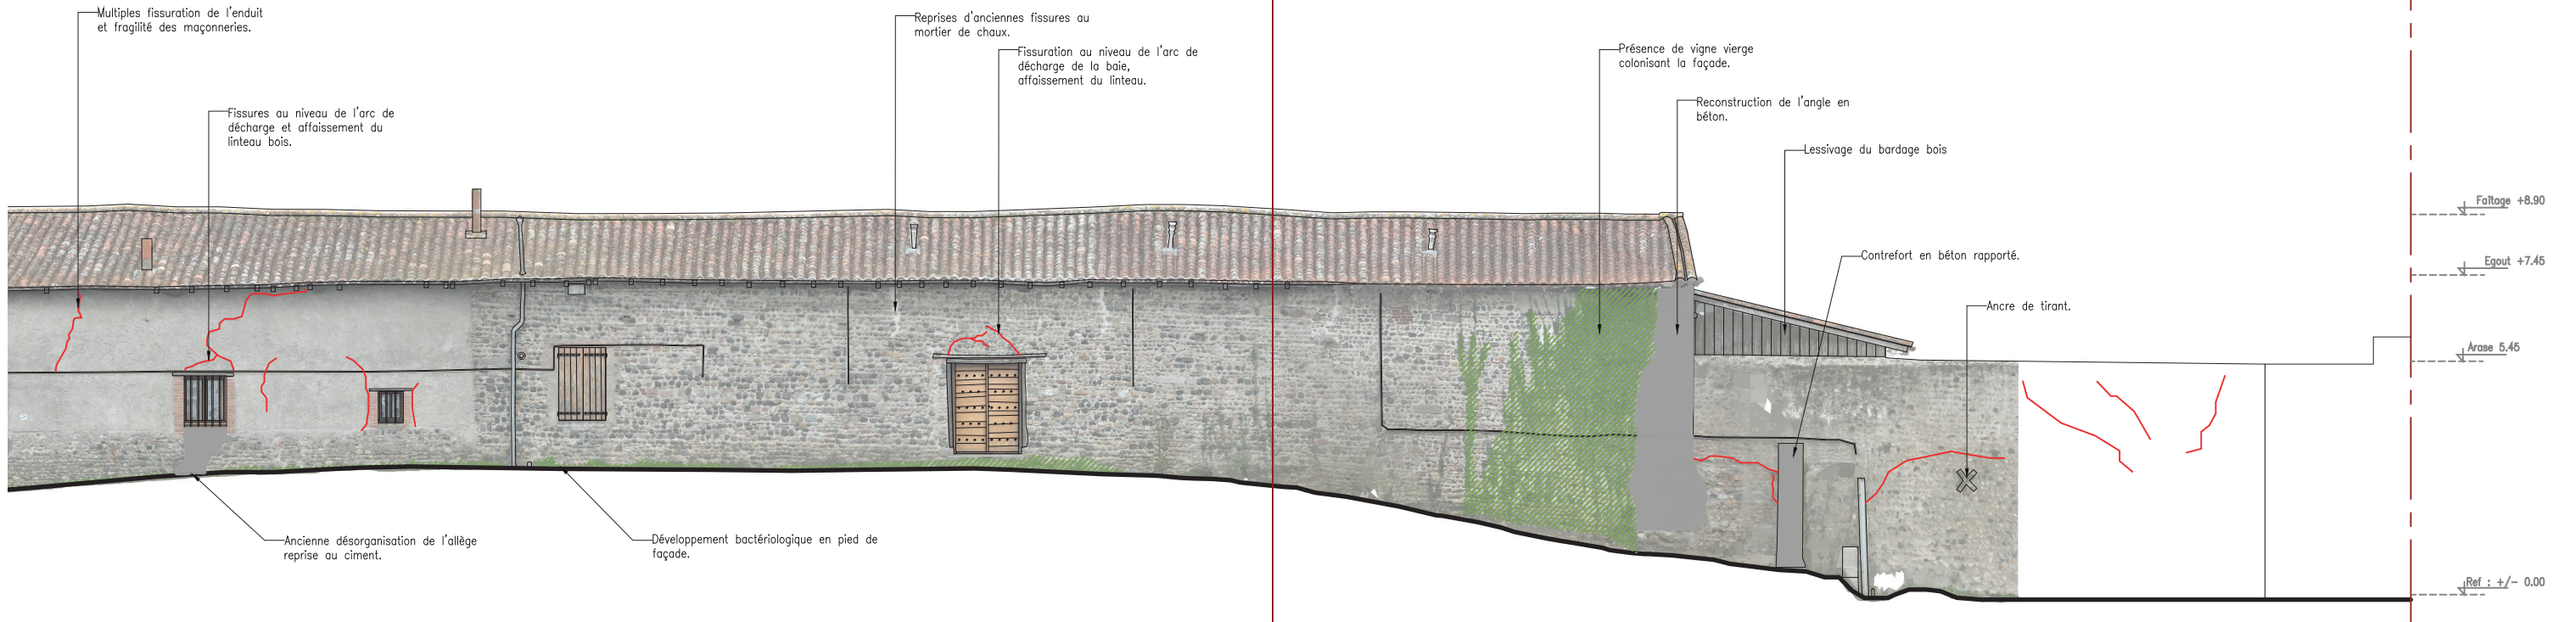 Multiples fissuration de l'enduit
et fragilité des maçonneries.
Fissures au niveau de l'arc de
décharge et affaissement du
linteau bois.
Reprises d'anciennes fissures au
mortier de chaux.
Fissuration au niveau de l'arc de
décharge de la baie,
affaissement du linteau.
Présence de vigne vierge
colonisant la façade.
Reconstruction de l'angle en
béton.
Lessivage du bardage bois
Contrefort en béton rapporté.
Ancre de tirant.
Faîtage +8.90
Egout +7.45
Arase 5.45
Ref : +/- 0.00
Ancienne désorganisation de l'allège
reprise au ciment.
Développement bactériologique en pied de
façade.